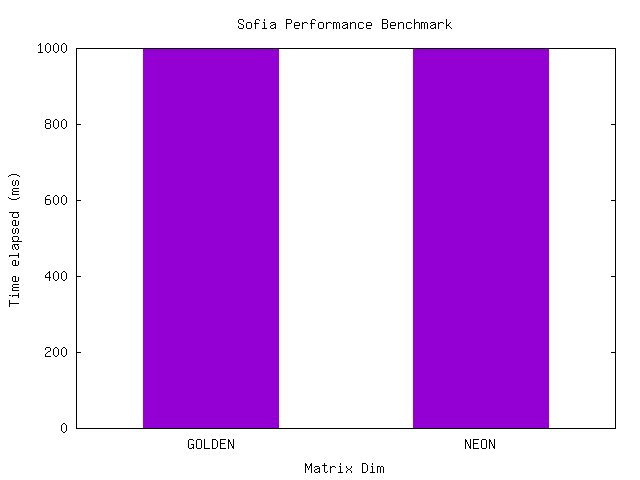 Sofia Performance Benchmark
1000
800
600
400
200
0
Time elapsed (ms)
GOLDEN
NEON
Matrix Dim